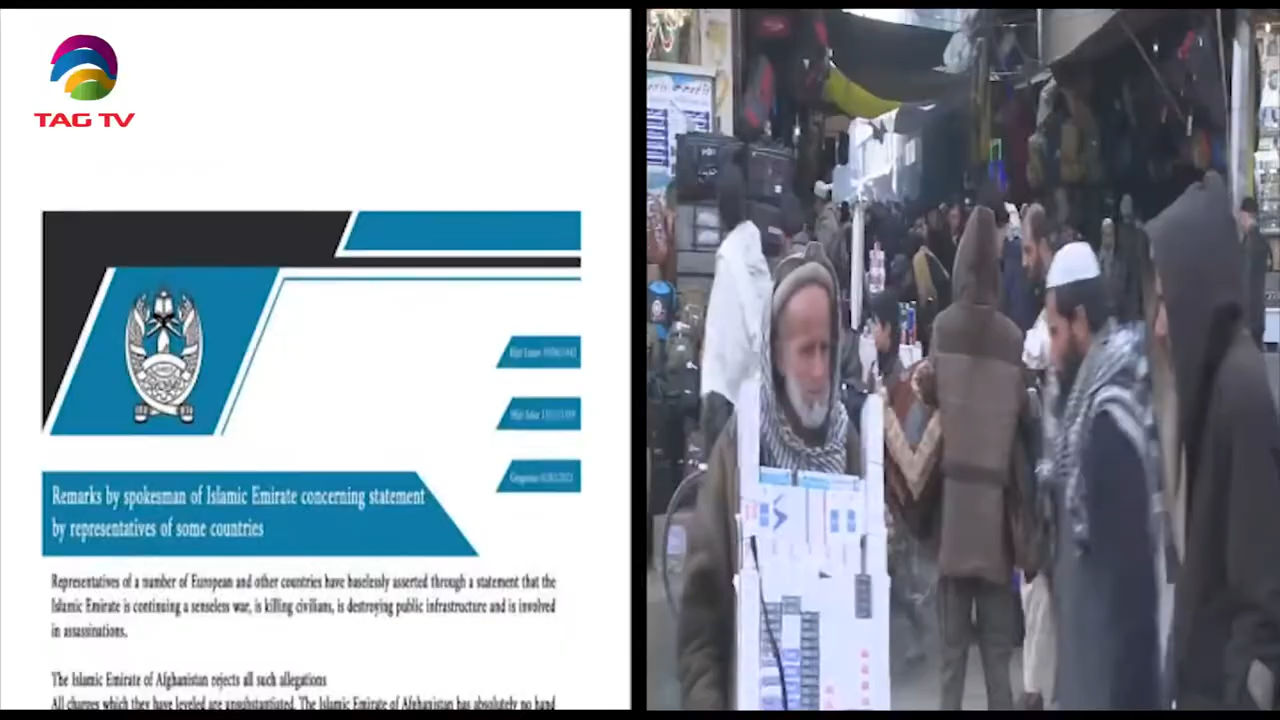 TAG TV
Remarks by spokesman of Islamic Emirate concerning statement
by representatives of some countries
Representatives of a number of European and other countries have baselessly asserted through a statement that the
Islamic Emirate is continuing a senseless war, is killing civilians, is destroying public infrastructure and is involved
in assassinations.
The Islamic Emirate of Afghanistan rejects all such allegations
All charges which they have leveled are unsubstantiated. The Islamic Emirate of Afghanistan has absolutely no hand